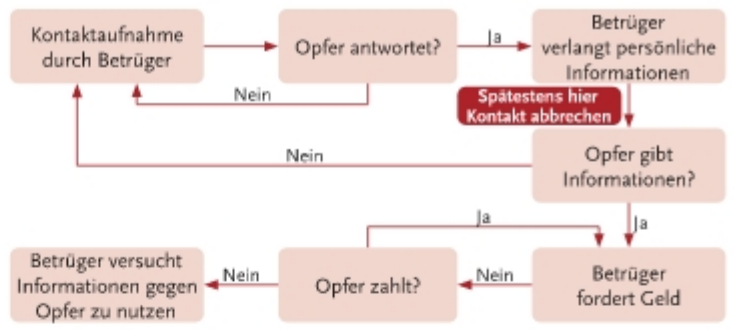 Kontaktaufnahme
durch Betrüger
Opfer antwortet?
Ja
Betrüger
verlangt persönliche
Informationen
Nein
Spätestens hier
Kontakt abbrechen
Nein
Opfer gibt
Informationen?
Ja
Ja
Betrüger versucht
Informationen gegen
Opfer zu nutzen
Nein
Opfer zahlt?
Nein
Betrüger
fordert Geld